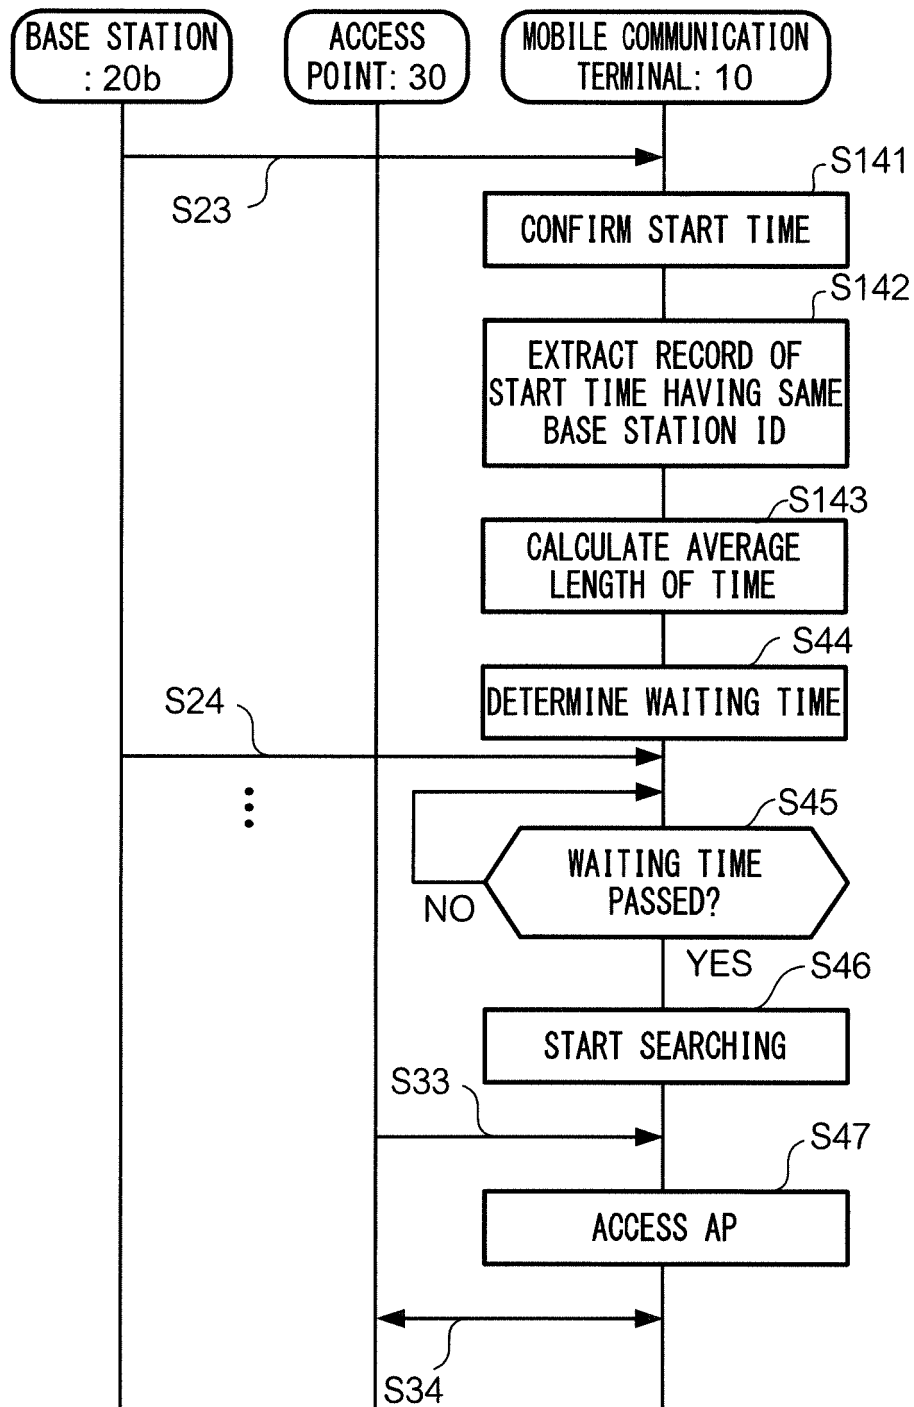 BASE STATION
: 20b
ACCESS
POINT: 30
MOBILE COMMUNICATION
TERMINAL: 10
S23
S141
CONFIRM START TIME
S142
EXTRACT RECORD OF
START TIME HAVING SAME
BASE STATION ID
S143
CALCULATE AVERAGE
LENGTH OF TIME
S44
DETERMINE WAITING TIME
S24
S45
WAITING TIME
PASSED?
NO
YES
S46
START SEARCHING
S33
S47
ACCESS AP
S34